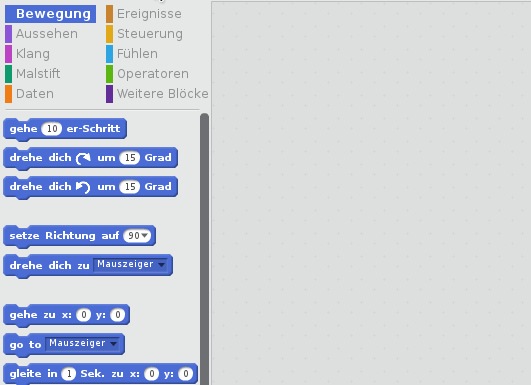 Bewegung
Ereignisse
Aussehen
Steuerung
Klang
Fühlen
Malstift
Operatoren
Daten
Weitere Blöcke
gehe 10 er-Schritt
drehe dich um 15 Grad
drehe dich um 15 Grad
setze Richtung auf 90
drehe dich zu Mauszeiger
gehe zu x: 0 y: 0
go to Mauszeiger
gleite in 1 Sek. zu x: 0 y: 0